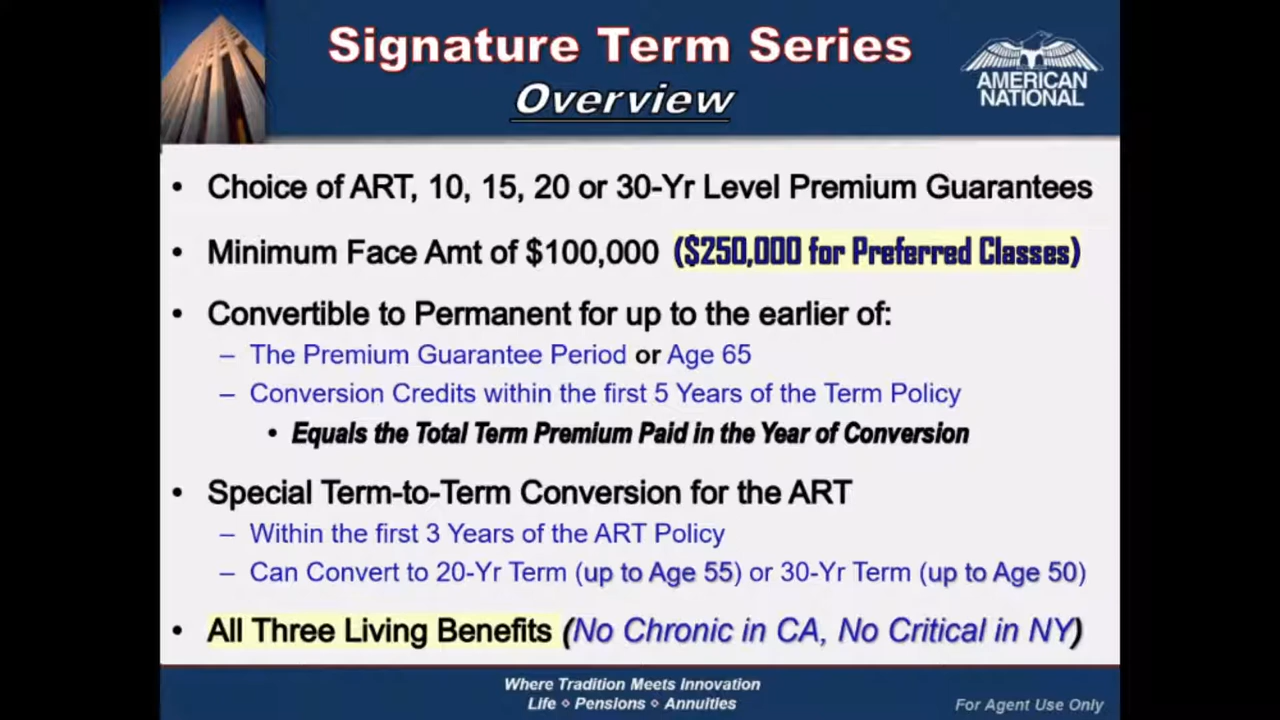 Signature Term Series
Overview
AMERICAN
NATIONAL
• Choice of ART, 10, 15, 20 or 30-Yr Level Premium Guarantees
• Minimum Face Amt of $100,000 ($250,000 for Preferred Classes)
• Convertible to Permanent for up to the earlier of:
– The Premium Guarantee Period or Age 65
– Conversion Credits within the first 5 Years of the Term Policy
• Equals the Total Term Premium Paid in the Year of Conversion
• Special Term-to-Term Conversion for the ART
– Within the first 3 Years of the ART Policy
– Can Convert to 20-Yr Term (up to Age 55) or 30-Yr Term (up to Age 50)
• All Three Living Benefits (No Chronic in CA, No Critical in NY)
Where Tradition Meets Innovation
Life ⋄ Pensions ⋄ Annuities
For Agent Use Only